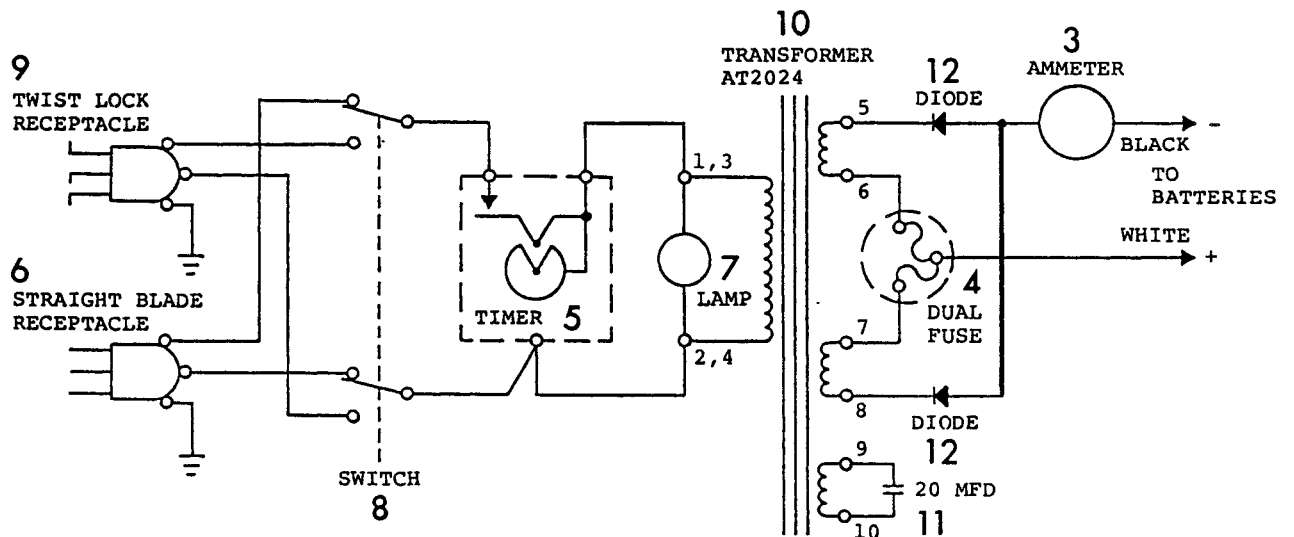 9
TWIST LOCK
RECEPTACLE
6
STRAIGHT BLADE
RECEPTACLE
SWITCH
8
TIMER 5
1,3
7
LAMP
2,4
10
TRANSFORMER
AT2024
12
DIODE
3
AMMETER
5
6
-
BLACK
TO
BATTERIES
WHITE
+
4
DUAL
FUSE
7
8
DIODE
12
9
20 MFD
10
11